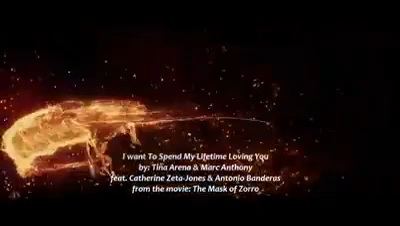 I want To Spend My Lifetime Loving You
by: Tina Arena & Marc Anthony
feat. Catherine Zeta-Jones & Antonio Banderas
from the movie: The Mask of Zorro